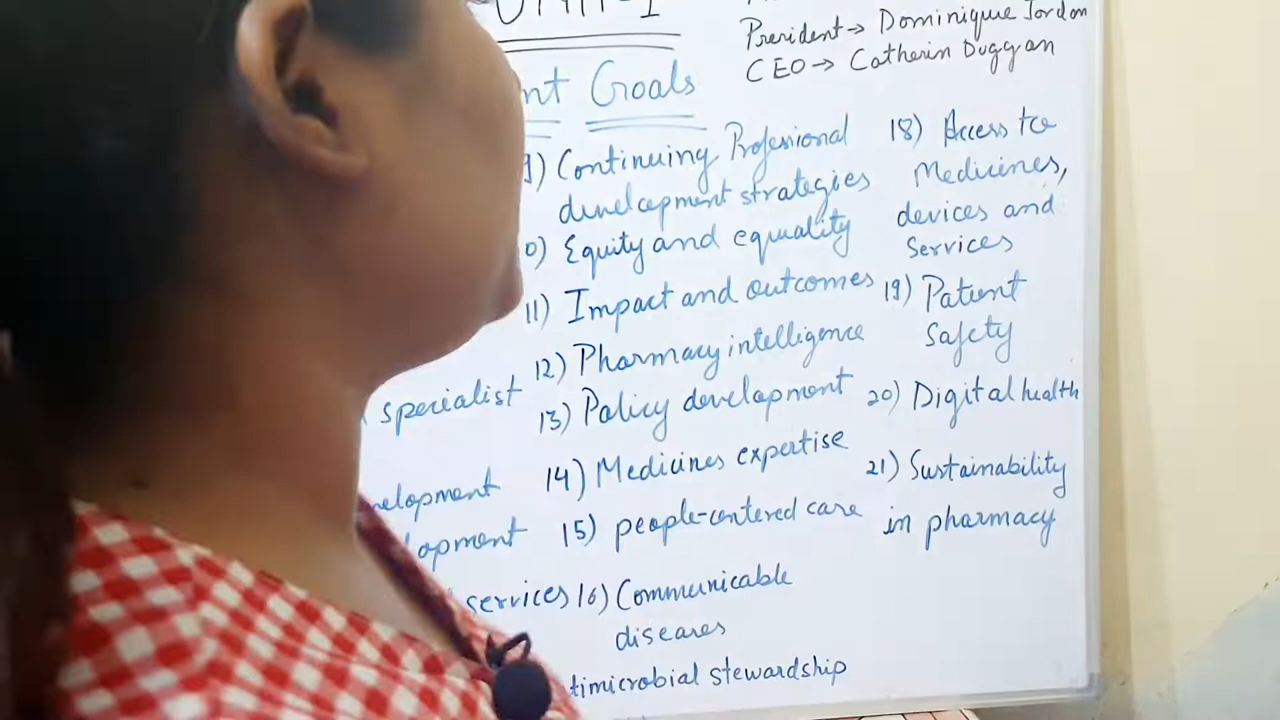 UNIT-I
President → Dominique Jordon
CEO → Catherin Duggan
nt Goals
9) Continuing Professional
development strategies
0) Equity and equality
11) Impact and outcomes
12) Pharmacy intelligence
13) Policy development
14) Medicines expertise
15) people-centered care
16) Communicable
diseases
timicrobial stewardship
specialist
velopment
lopment
services
18) Access to
Medicines,
devices and
Services
19) Patient
Safety
20) Digital health
21) Sustainability
in pharmacy